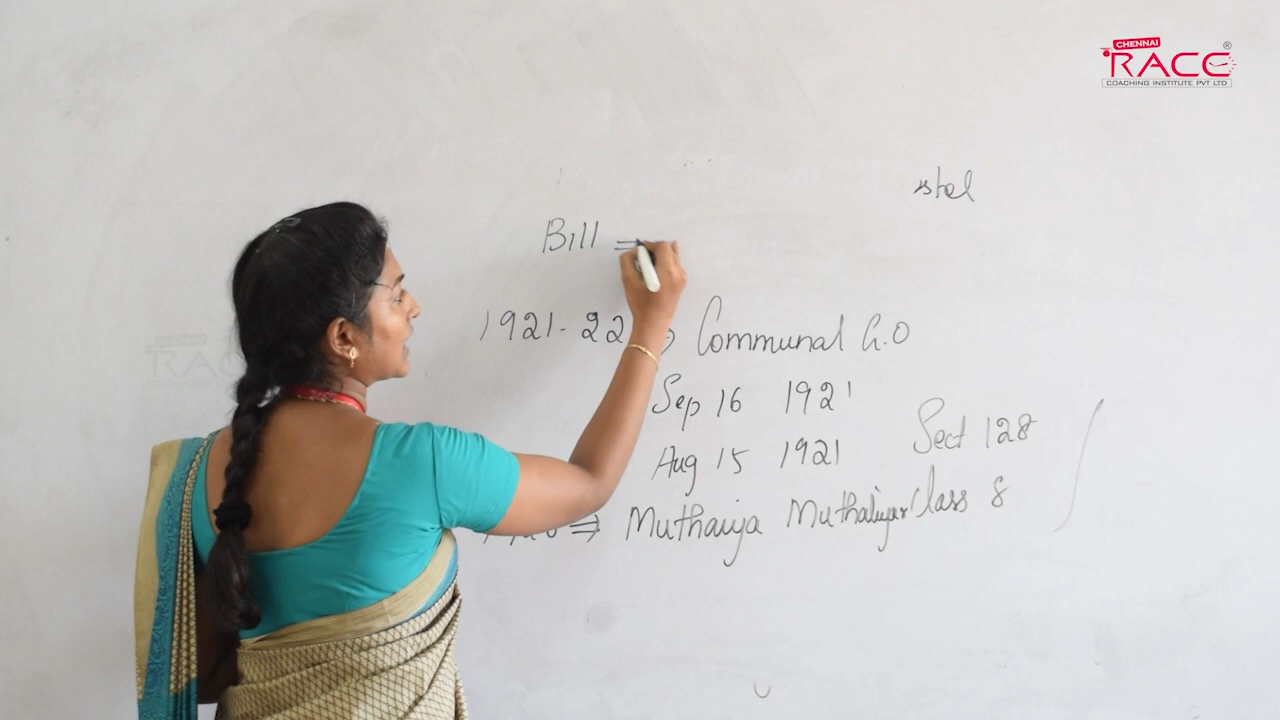 CHENNAI
RACE
COACHING INSTITUTE PVT LTD
Bill =
1921-22 Communal G.O
Sep 16 1921
Aug 15 1921 Sect 128
⇒ Muthaiya Muthaliyar Class 8
RACE